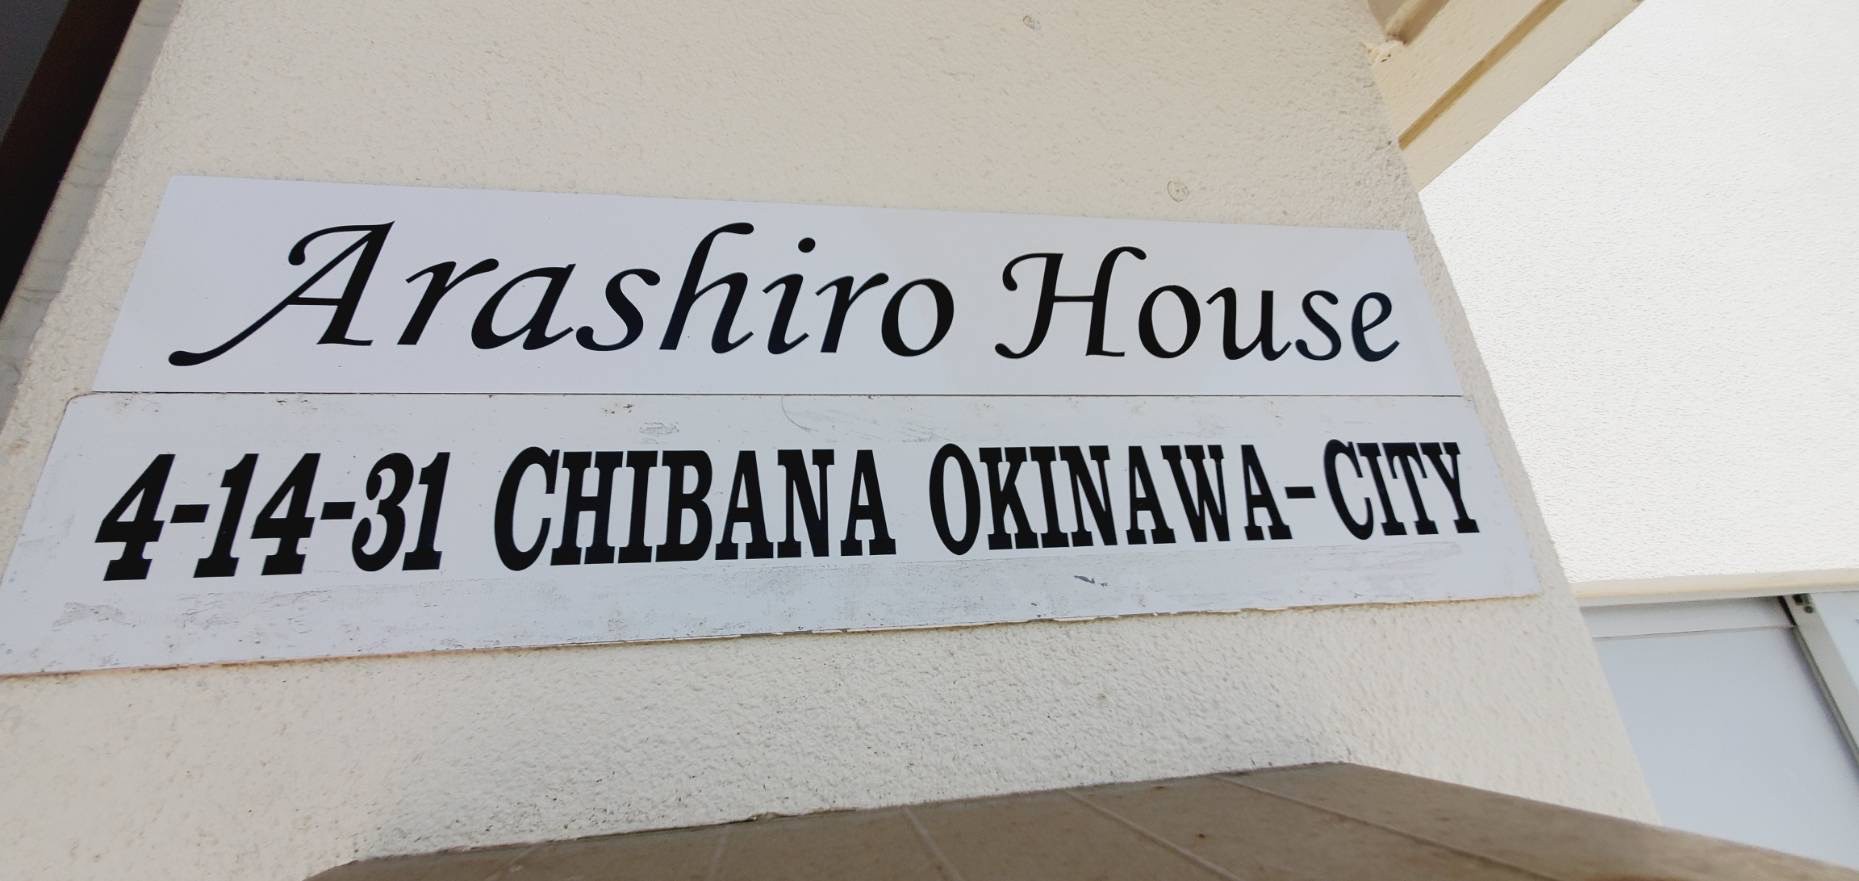 Arashiro House
4-14-31 CHIBANA OKINAWA-CITY